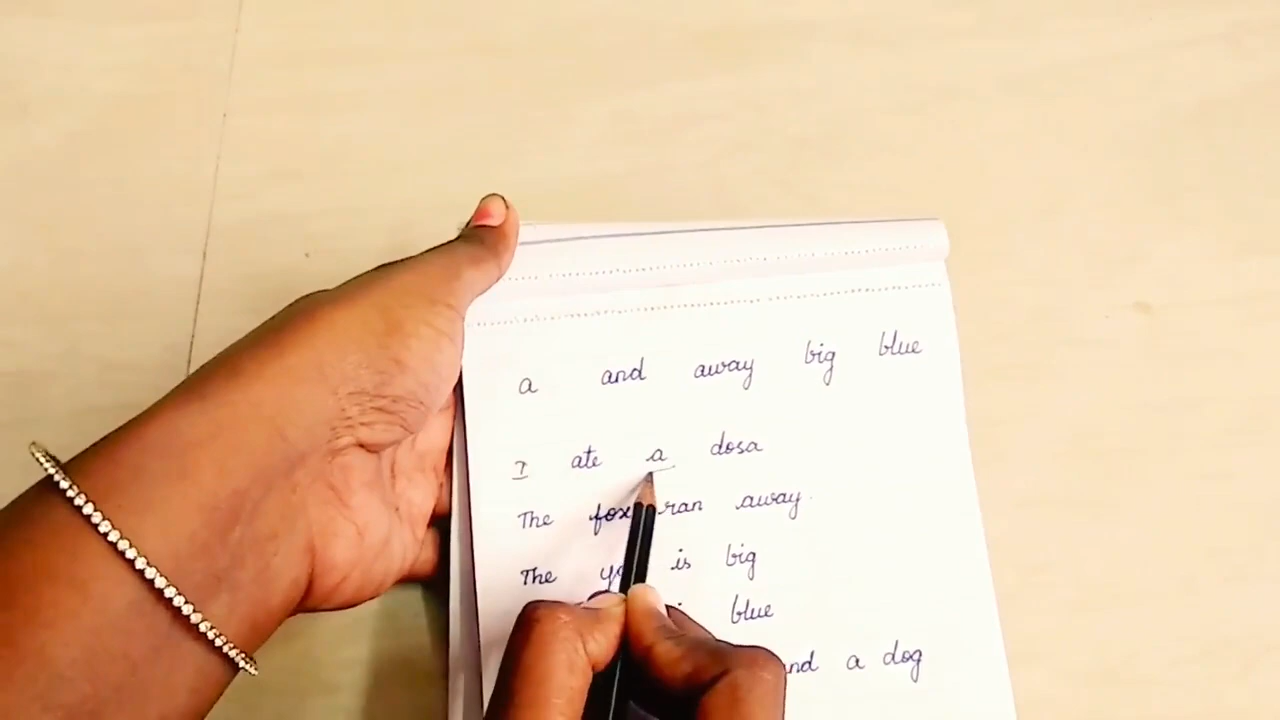 a and away big blue
I ate a dosa
The fox ran away.
The is big
blue
a dog